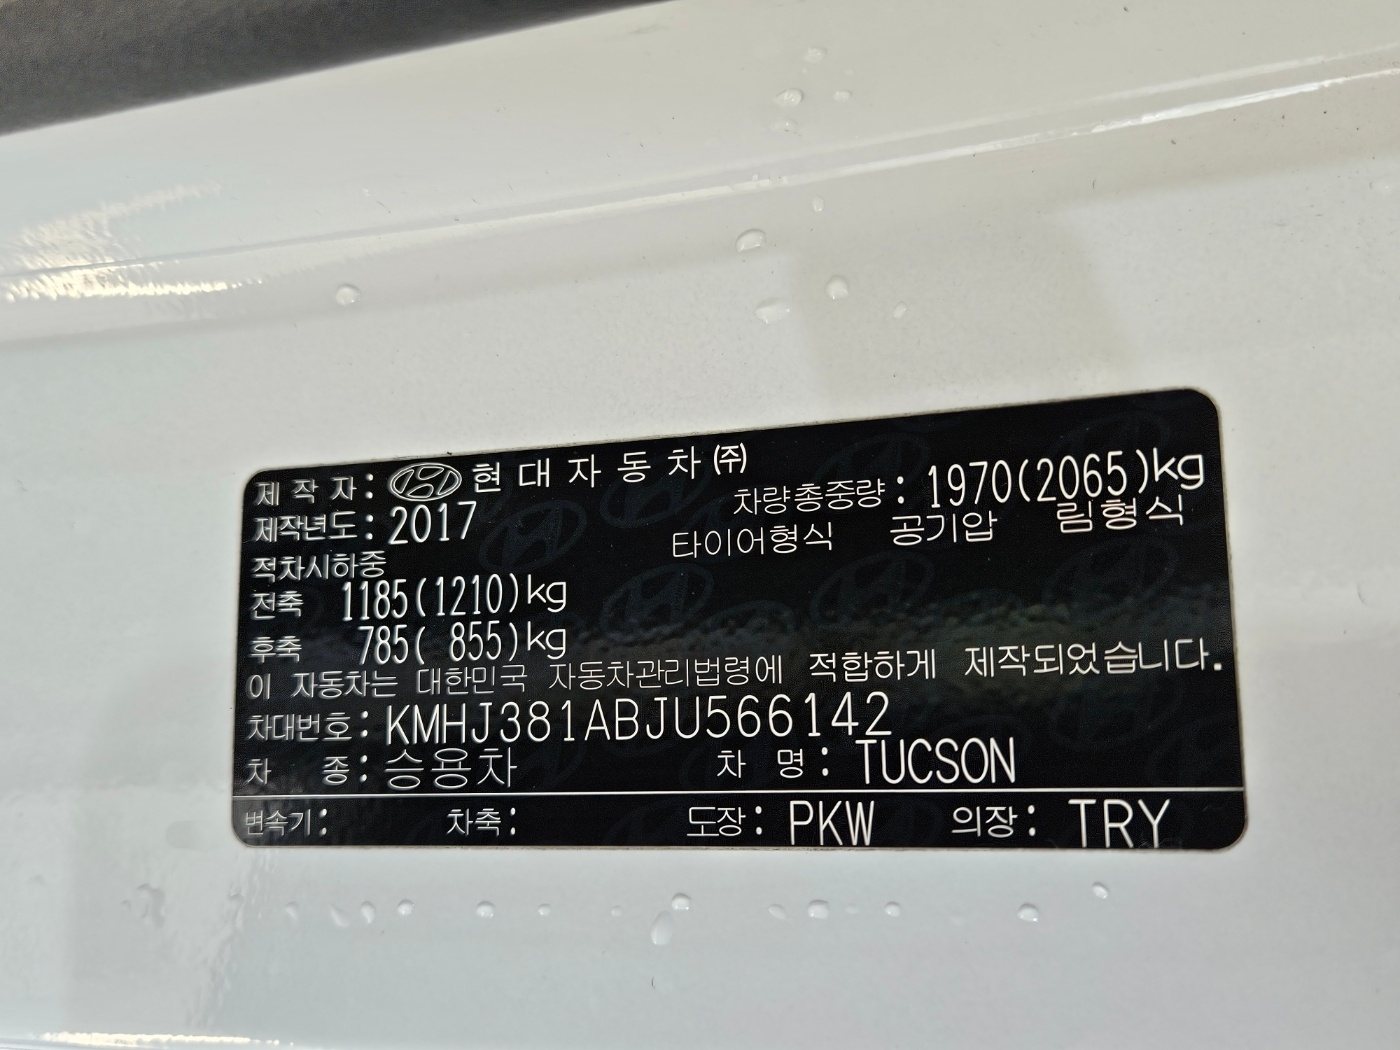 제 작 자 : 현 대 자 동 차 ㈜
제작년도 : 2017 차량총중량 : 1970(2065)kg
적차시하중 타이어형식 공기압 림형식
전축 1185(1210)kg
후축 785( 855)kg
이 자동차는 대한민국 자동차관리법령에 적합하게 제작되었습니다.
차대번호 : KMHJ381ABJU566142
차 종 : 승용차 차 명 : TUCSON
변속기 : 차축 : 도장 : PKW 의장 : TRY